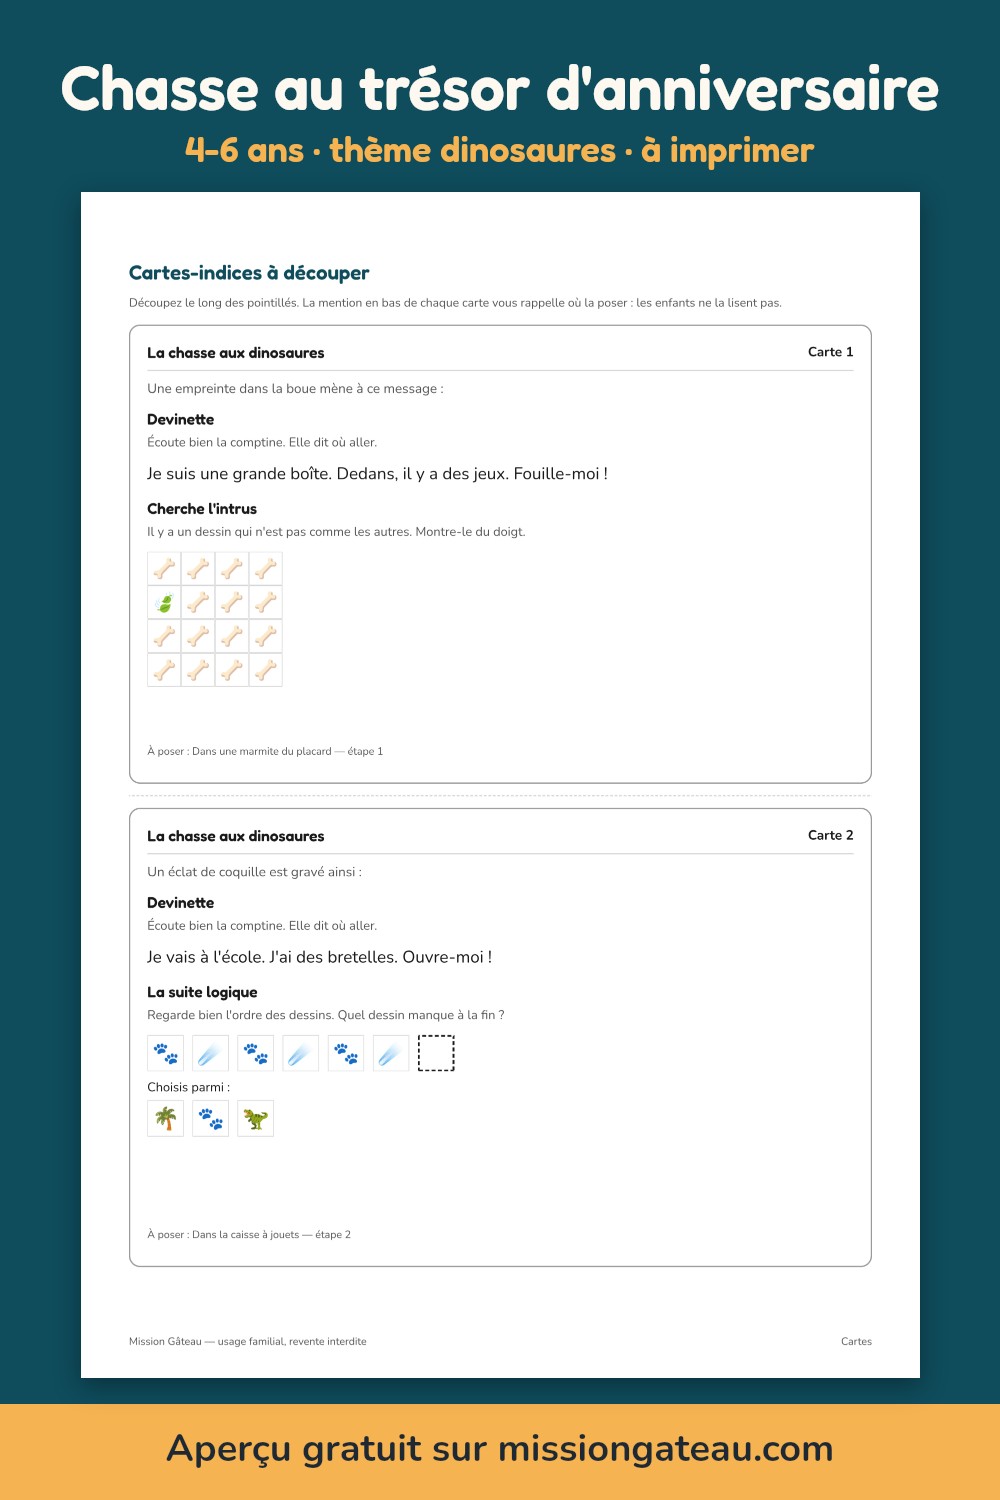 Chasse au trésor d'anniversaire
4-6 ans · thème dinosaures · à imprimer
Cartes-indices à découper
Découpez le long des pointillés. La mention en bas de chaque carte vous rappelle où la poser : les enfants ne la lisent pas.
La chasse aux dinosaures
Carte 1
Une empreinte dans la boue mène à ce message :
Devinette
Écoute bien la comptine. Elle dit où aller.
Je suis une grande boîte. Dedans, il y a des jeux. Fouille-moi !
Cherche l'intrus
Il y a un dessin qui n'est pas comme les autres. Montre-le du doigt.
À poser : Dans une marmite du placard — étape 1
La chasse aux dinosaures
Carte 2
Un éclat de coquille est gravé ainsi :
Devinette
Écoute bien la comptine. Elle dit où aller.
Je vais à l'école. J'ai des bretelles. Ouvre-moi !
La suite logique
Regarde bien l'ordre des dessins. Quel dessin manque à la fin ?
Choisis parmi :
À poser : Dans la caisse à jouets — étape 2
Mission Gâteau — usage familial, revente interdite
Cartes
Aperçu gratuit sur missiongateau.com